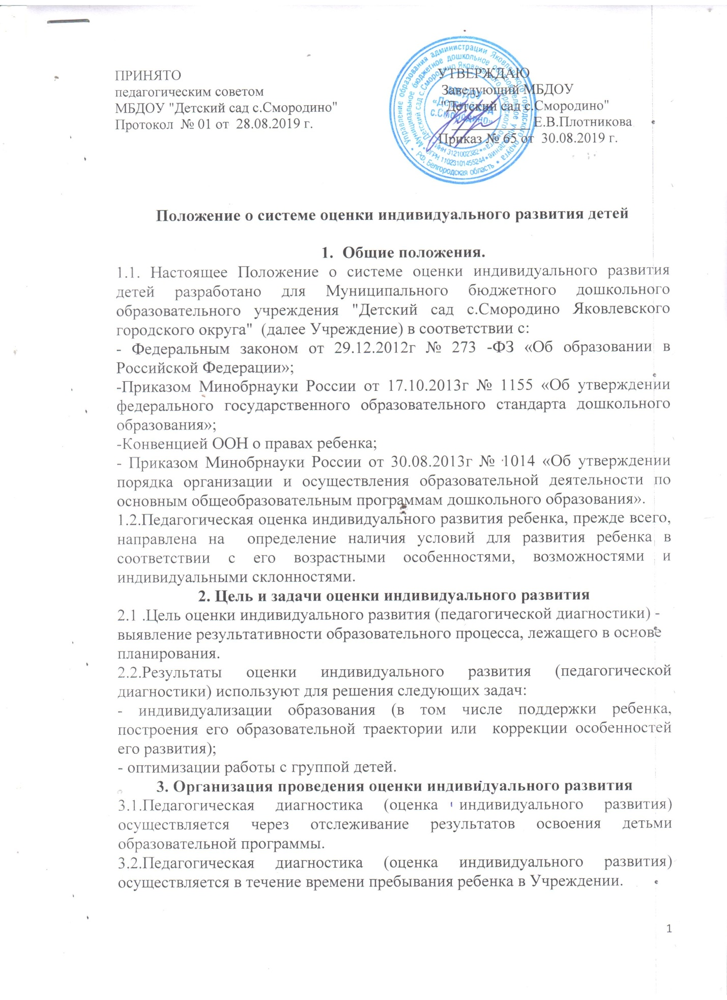 ПРИНЯТО
педагогическим советом
МБДОУ "Детский сад с.Смородино"
Протокол № 01 от 28.08.2019 г.
УТВЕРЖДАЮ
Заведующий МБДОУ
"Детский сад с.Смородино"
Е.В.Плотникова
Приказ № 65 от 30.08.2019 г.
Управление образования администрации Яковлевского городского округа
РФ, Белгородская область
Муниципальное бюджетное дошкольное образовательное учреждение
ОГРН 11023101455244
Детский сад с.Смородино Яковлевского городского округа
ИНН 3121002382
МБДОУ
«Детский сад
с.Смородино»
Положение о системе оценки индивидуального развития детей
1. Общие положения.
1.1. Настоящее Положение о системе оценки индивидуального развития
детей разработано для Муниципального бюджетного дошкольного
образовательного учреждения "Детский сад с.Смородино Яковлевского
городского округа" (далее Учреждение) в соответствии с:
- Федеральным законом от 29.12.2012г № 273 -ФЗ «Об образовании в
Российской Федерации»;
-Приказом Минобрнауки России от 17.10.2013г № 1155 «Об утверждении
федерального государственного образовательного стандарта дошкольного
образования»;
-Конвенцией ООН о правах ребенка;
- Приказом Минобрнауки России от 30.08.2013г № 1014 «Об утверждении
порядка организации и осуществления образовательной деятельности по
основным общеобразовательным программам дошкольного образования».
1.2.Педагогическая оценка индивидуального развития ребенка, прежде всего,
направлена на определение наличия условий для развития ребенка в
соответствии с его возрастными особенностями, возможностями и
индивидуальными склонностями.
2. Цель и задачи оценки индивидуального развития
2.1 .Цель оценки индивидуального развития (педагогической диагностики) -
выявление результативности образовательного процесса, лежащего в основе
планирования.
2.2.Результаты оценки индивидуального развития (педагогической
диагностики) используют для решения следующих задач:
- индивидуализации образования (в том числе поддержки ребенка,
построения его образовательной траектории или коррекции особенностей
его развития);
- оптимизации работы с группой детей.
3. Организация проведения оценки индивидуального развития
3.1.Педагогическая диагностика (оценка индивидуального развития)
осуществляется через отслеживание результатов освоения детьми
образовательной программы.
3.2.Педагогическая диагностика (оценка индивидуального развития)
осуществляется в течение времени пребывания ребенка в Учреждении.
1